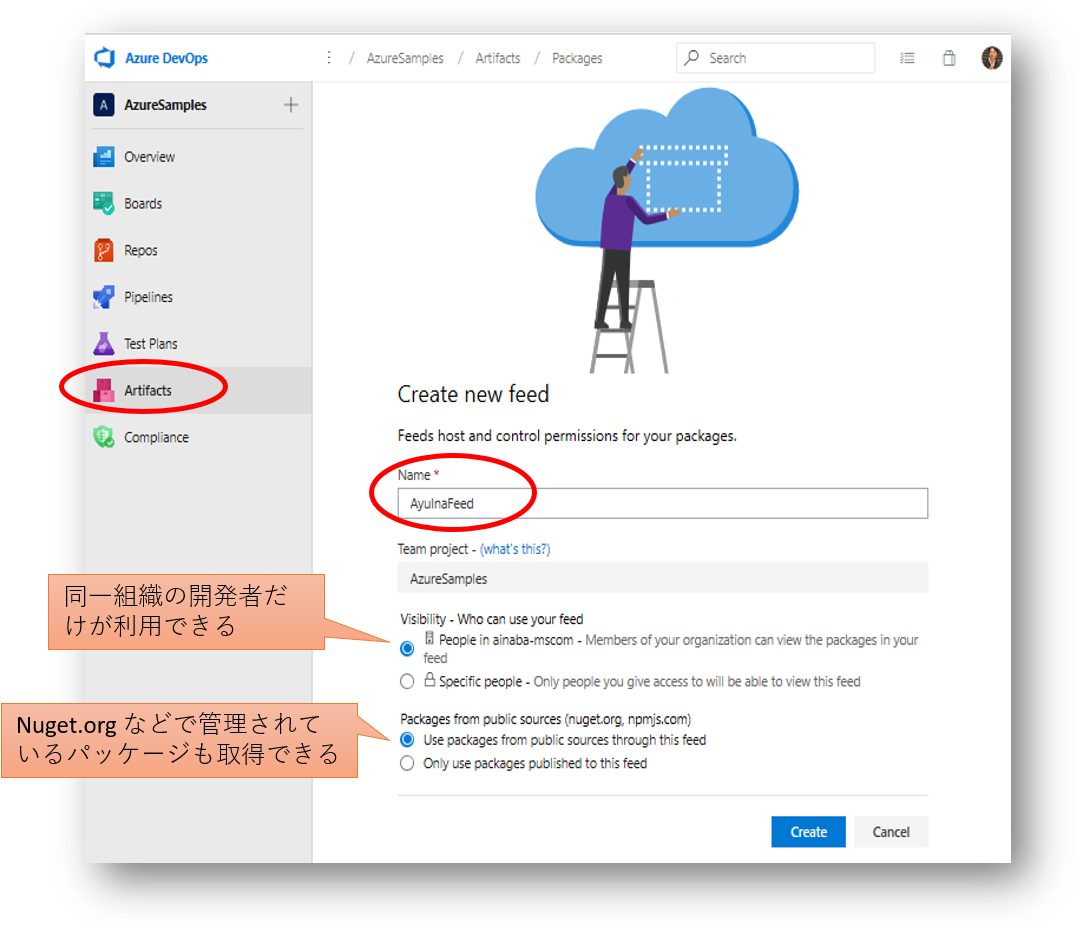 Azure DevOps
⋮ / AzureSamples / Artifacts / Packages
Search
A AzureSamples +
Overview
Boards
Repos
Pipelines
Test Plans
Artifacts
Compliance
Create new feed
Feeds host and control permissions for your packages.
Name *
AyuInaFeed
Team project - (what's this?)
AzureSamples
同一組織の開発者だ
けが利用できる
Visibility - Who can use your feed
People in ainaba-mscom - Members of your organization can view the packages in your
feed
Specific people - Only people you give access to will be able to view this feed
Nuget.org などで管理されて
いるパッケージも取得できる
Packages from public sources (nuget.org, npmjs.com)
Use packages from public sources through this feed
Only use packages published to this feed
Create
Cancel